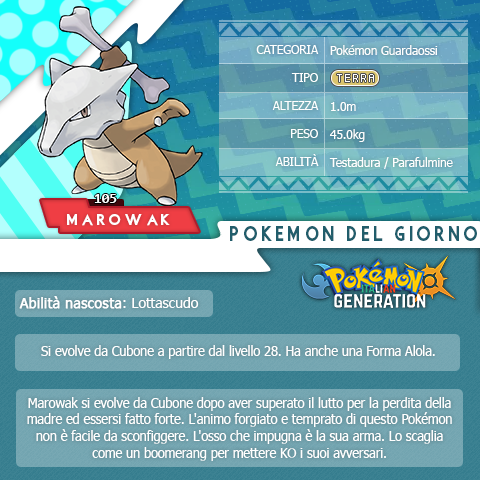 CATEGORIA Pokémon Guardaossi
TIPO TERRA
ALTEZZA 1.0m
PESO 45.0kg
ABILITÀ Testadura / Parafulmine
105
MAROWAK
POKEMON DEL GIORNO
Pokémon
ITALIAN
GENERATION
Abilità nascosta: Lottascudo
Si evolve da Cubone a partire dal livello 28. Ha anche una Forma Alola.
Marowak si evolve da Cubone dopo aver superato il lutto per la perdita della
madre ed essersi fatto forte. L'animo forgiato e temprato di questo Pokémon
non è facile da sconfiggere. L'osso che impugna è la sua arma. Lo scaglia
come un boomerang per mettere KO i suoi avversari.